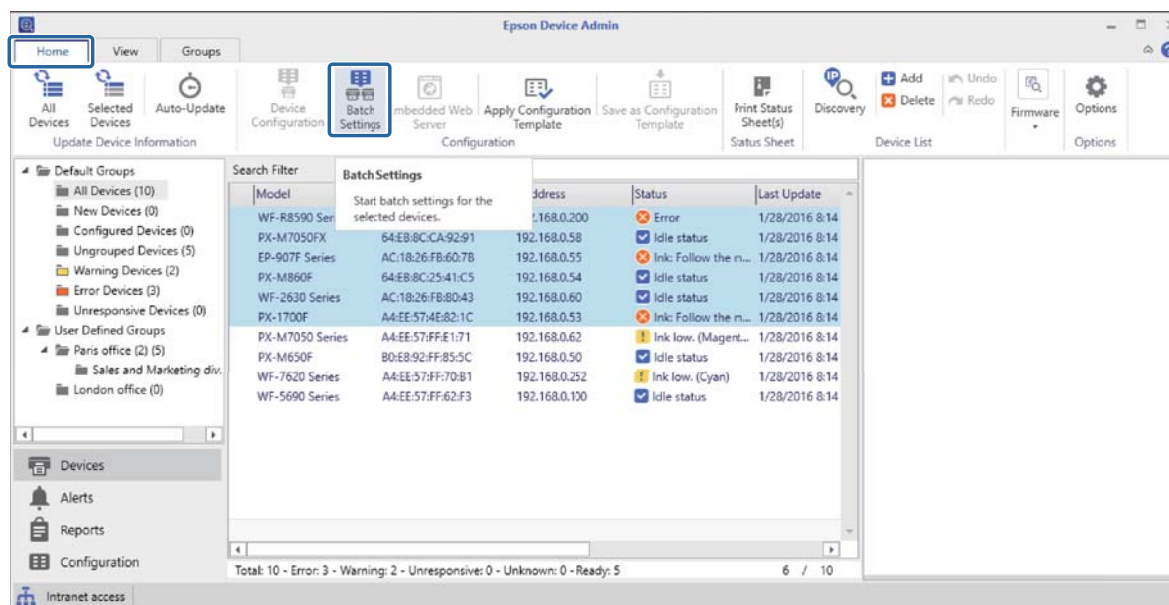 Epson Device Admin
Home View Groups
All Devices
Selected Devices
Auto-Update
Update Device Information
Device Configuration
Batch Settings
mbedded Web Server
Apply Configuration Template
Save as Configuration Template
Configuration
Print Status Sheet(s)
Status Sheet
IP
Discovery
Add
Delete
Undo
Redo
Device List
Firmware
Options
Options
Default Groups
All Devices (10)
New Devices (0)
Configured Devices (0)
Ungrouped Devices (5)
Warning Devices (2)
Error Devices (3)
Unresponsive Devices (0)
User Defined Groups
Paris office (2) (5)
Sales and Marketing div.
London office (0)
Devices
Alerts
Reports
Configuration
Search Filter
Batch Settings
Start batch settings for the
selected devices.
Model ddress Status Last Update
WF-R8590 Seri .168.0.200 Error 1/28/2016 8:14
PX-M7050FX 64:EB:8C:CA:92:91 192.168.0.58 Idle status 1/28/2016 8:14
EP-907F Series AC:18:26:FB:60:7B 192.168.0.55 Ink: Follow the n... 1/28/2016 8:14
PX-M860F 64:EB:8C:25:41:C5 192.168.0.54 Idle status 1/28/2016 8:14
WF-2630 Series AC:18:26:FB:80:43 192.168.0.60 Idle status 1/28/2016 8:14
PX-1700F A4:EE:57:4E:82:1C 192.168.0.53 Ink: Follow the n... 1/28/2016 8:14
PX-M7050 Series A4:EE:57:FF:E1:71 192.168.0.62 Ink low. (Magent... 1/28/2016 8:14
PX-M650F B0:E8:92:FF:85:5C 192.168.0.50 Idle status 1/28/2016 8:14
WF-7620 Series A4:EE:57:FF:70:B1 192.168.0.252 Ink low. (Cyan) 1/28/2016 8:14
WF-5690 Series A4:EE:57:FF:62:F3 192.168.0.100 Idle status 1/28/2016 8:14
Total: 10 - Error: 3 - Warning: 2 - Unresponsive: 0 - Unknown: 0 - Ready: 5 6 / 10
Intranet access